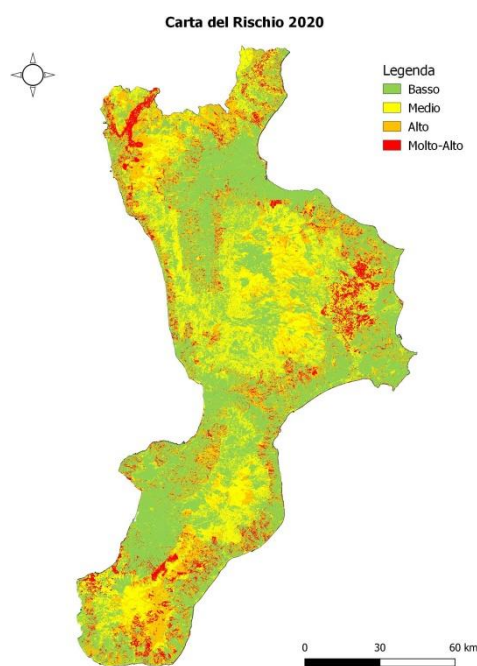 Carta del Rischio 2020
Legenda
Basso
Medio
Alto
Molto-Alto
0 30 60 km